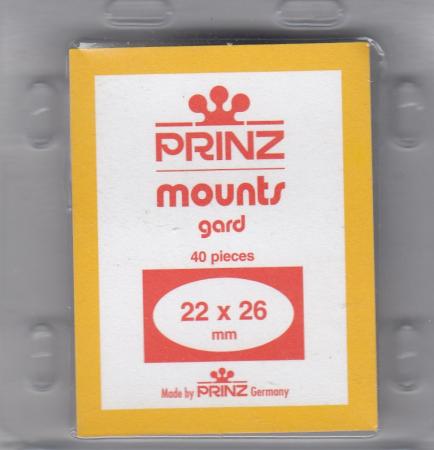 PRINZ
mounts
gard
40 pieces
22 x 26
mm
Made by PRINZ Germany